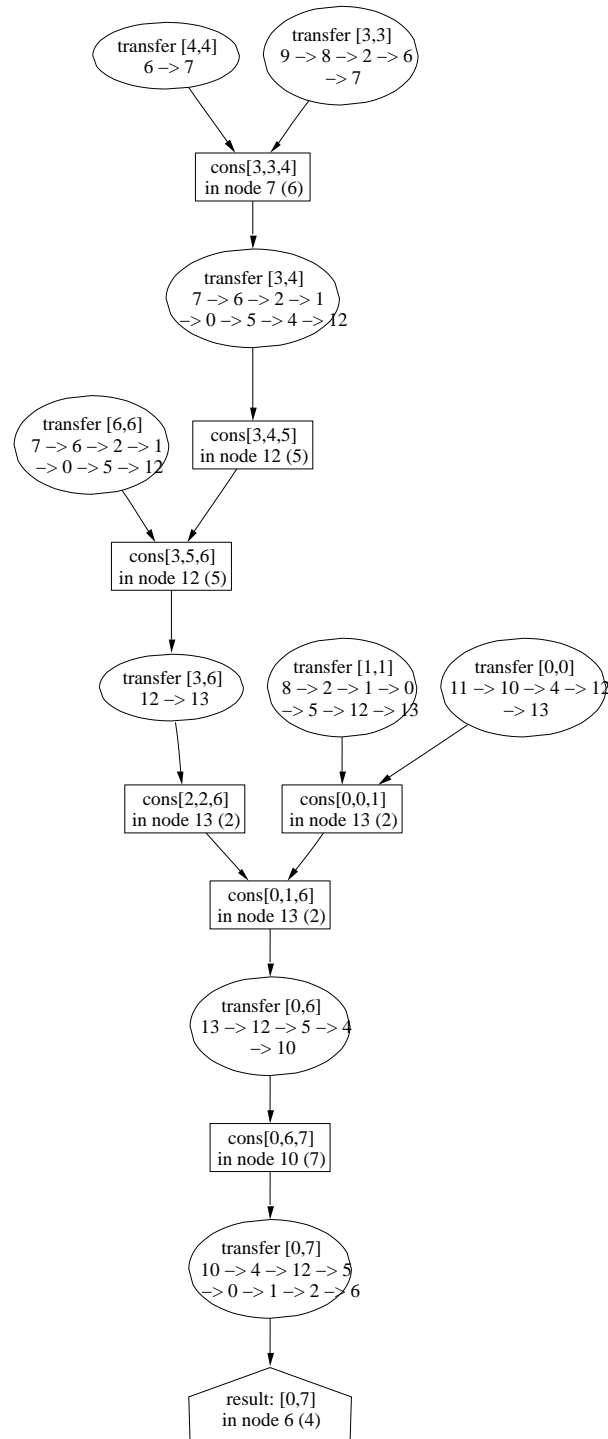 transfer [4,4]
6 –> 7
transfer [3,3]
9 –> 8 –> 2 –> 6
–> 7
cons[3,3,4]
in node 7 (6)
transfer [3,4]
7 –> 6 –> 2 –> 1
–> 0 –> 5 –> 4 –> 12
transfer [6,6]
7 –> 6 –> 2 –> 1
–> 0 –> 5 –> 12
cons[3,4,5]
in node 12 (5)
cons[3,5,6]
in node 12 (5)
transfer [3,6]
12 –> 13
transfer [1,1]
8 –> 2 –> 1 –> 0
–> 5 –> 12 –> 13
transfer [0,0]
11 –> 10 –> 4 –> 12
–> 13
cons[2,2,6]
in node 13 (2)
cons[0,0,1]
in node 13 (2)
cons[0,1,6]
in node 13 (2)
transfer [0,6]
13 –> 12 –> 5 –> 4
–> 10
cons[0,6,7]
in node 10 (7)
transfer [0,7]
10 –> 4 –> 12 –> 5
–> 0 –> 1 –> 2 –> 6
result: [0,7]
in node 6 (4)